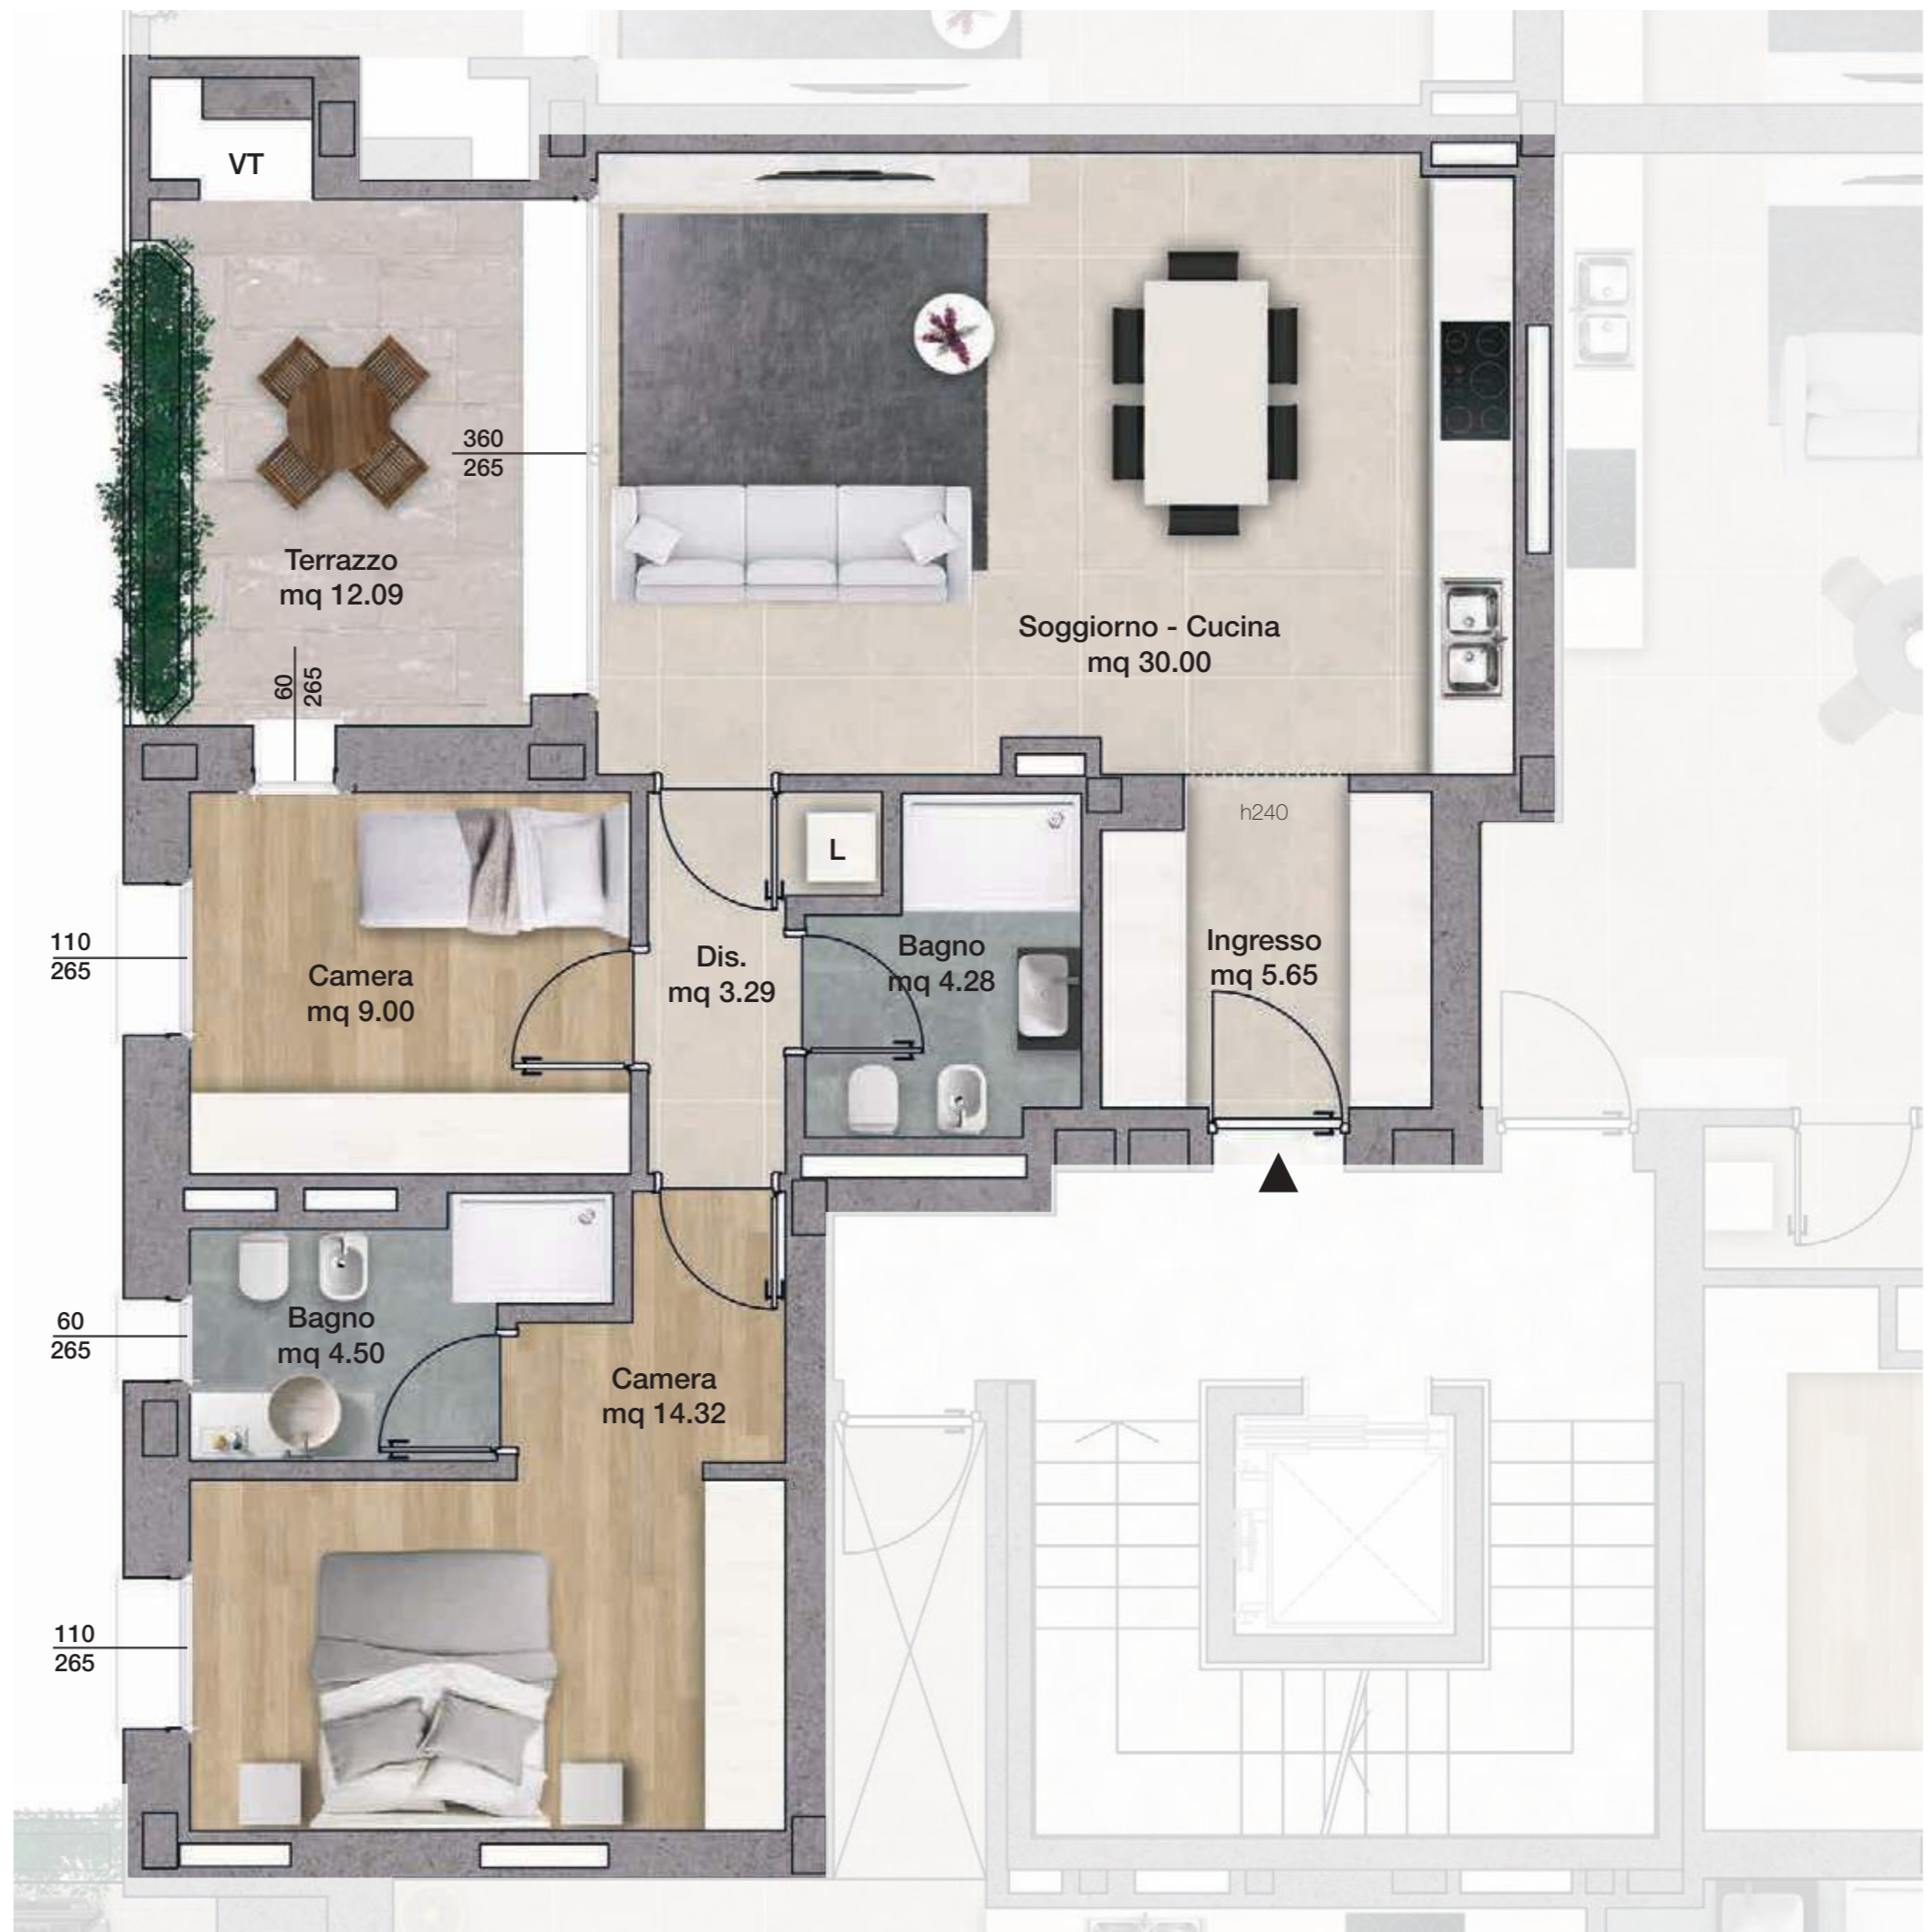 VT
360
265
Terrazzo
mq 12.09
60
265
Soggiorno - Cucina
mq 30.00
h240
L
110
265
Camera
mq 9.00
Dis.
mq 3.29
Bagno
mq 4.28
Ingresso
mq 5.65
60
265
Bagno
mq 4.50
Camera
mq 14.32
110
265